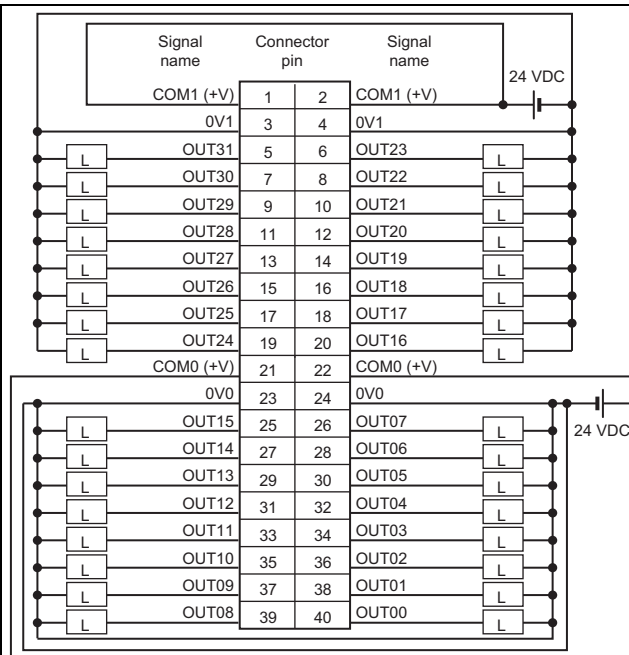 Signal name Connector pin Signal name
24 VDC
COM1 (+V) 1 2 COM1 (+V)
0V1 3 4 0V1
L OUT31 5 6 OUT23 L
L OUT30 7 8 OUT22 L
L OUT29 9 10 OUT21 L
L OUT28 11 12 OUT20 L
L OUT27 13 14 OUT19 L
L OUT26 15 16 OUT18 L
L OUT25 17 18 OUT17 L
L OUT24 19 20 OUT16 L
COM0 (+V) 21 22 COM0 (+V)
0V0 23 24 0V0
L OUT15 25 26 OUT07 L 24 VDC
L OUT14 27 28 OUT06 L
L OUT13 29 30 OUT05 L
L OUT12 31 32 OUT04 L
L OUT11 33 34 OUT03 L
L OUT10 35 36 OUT02 L
L OUT09 37 38 OUT01 L
L OUT08 39 40 OUT00 L